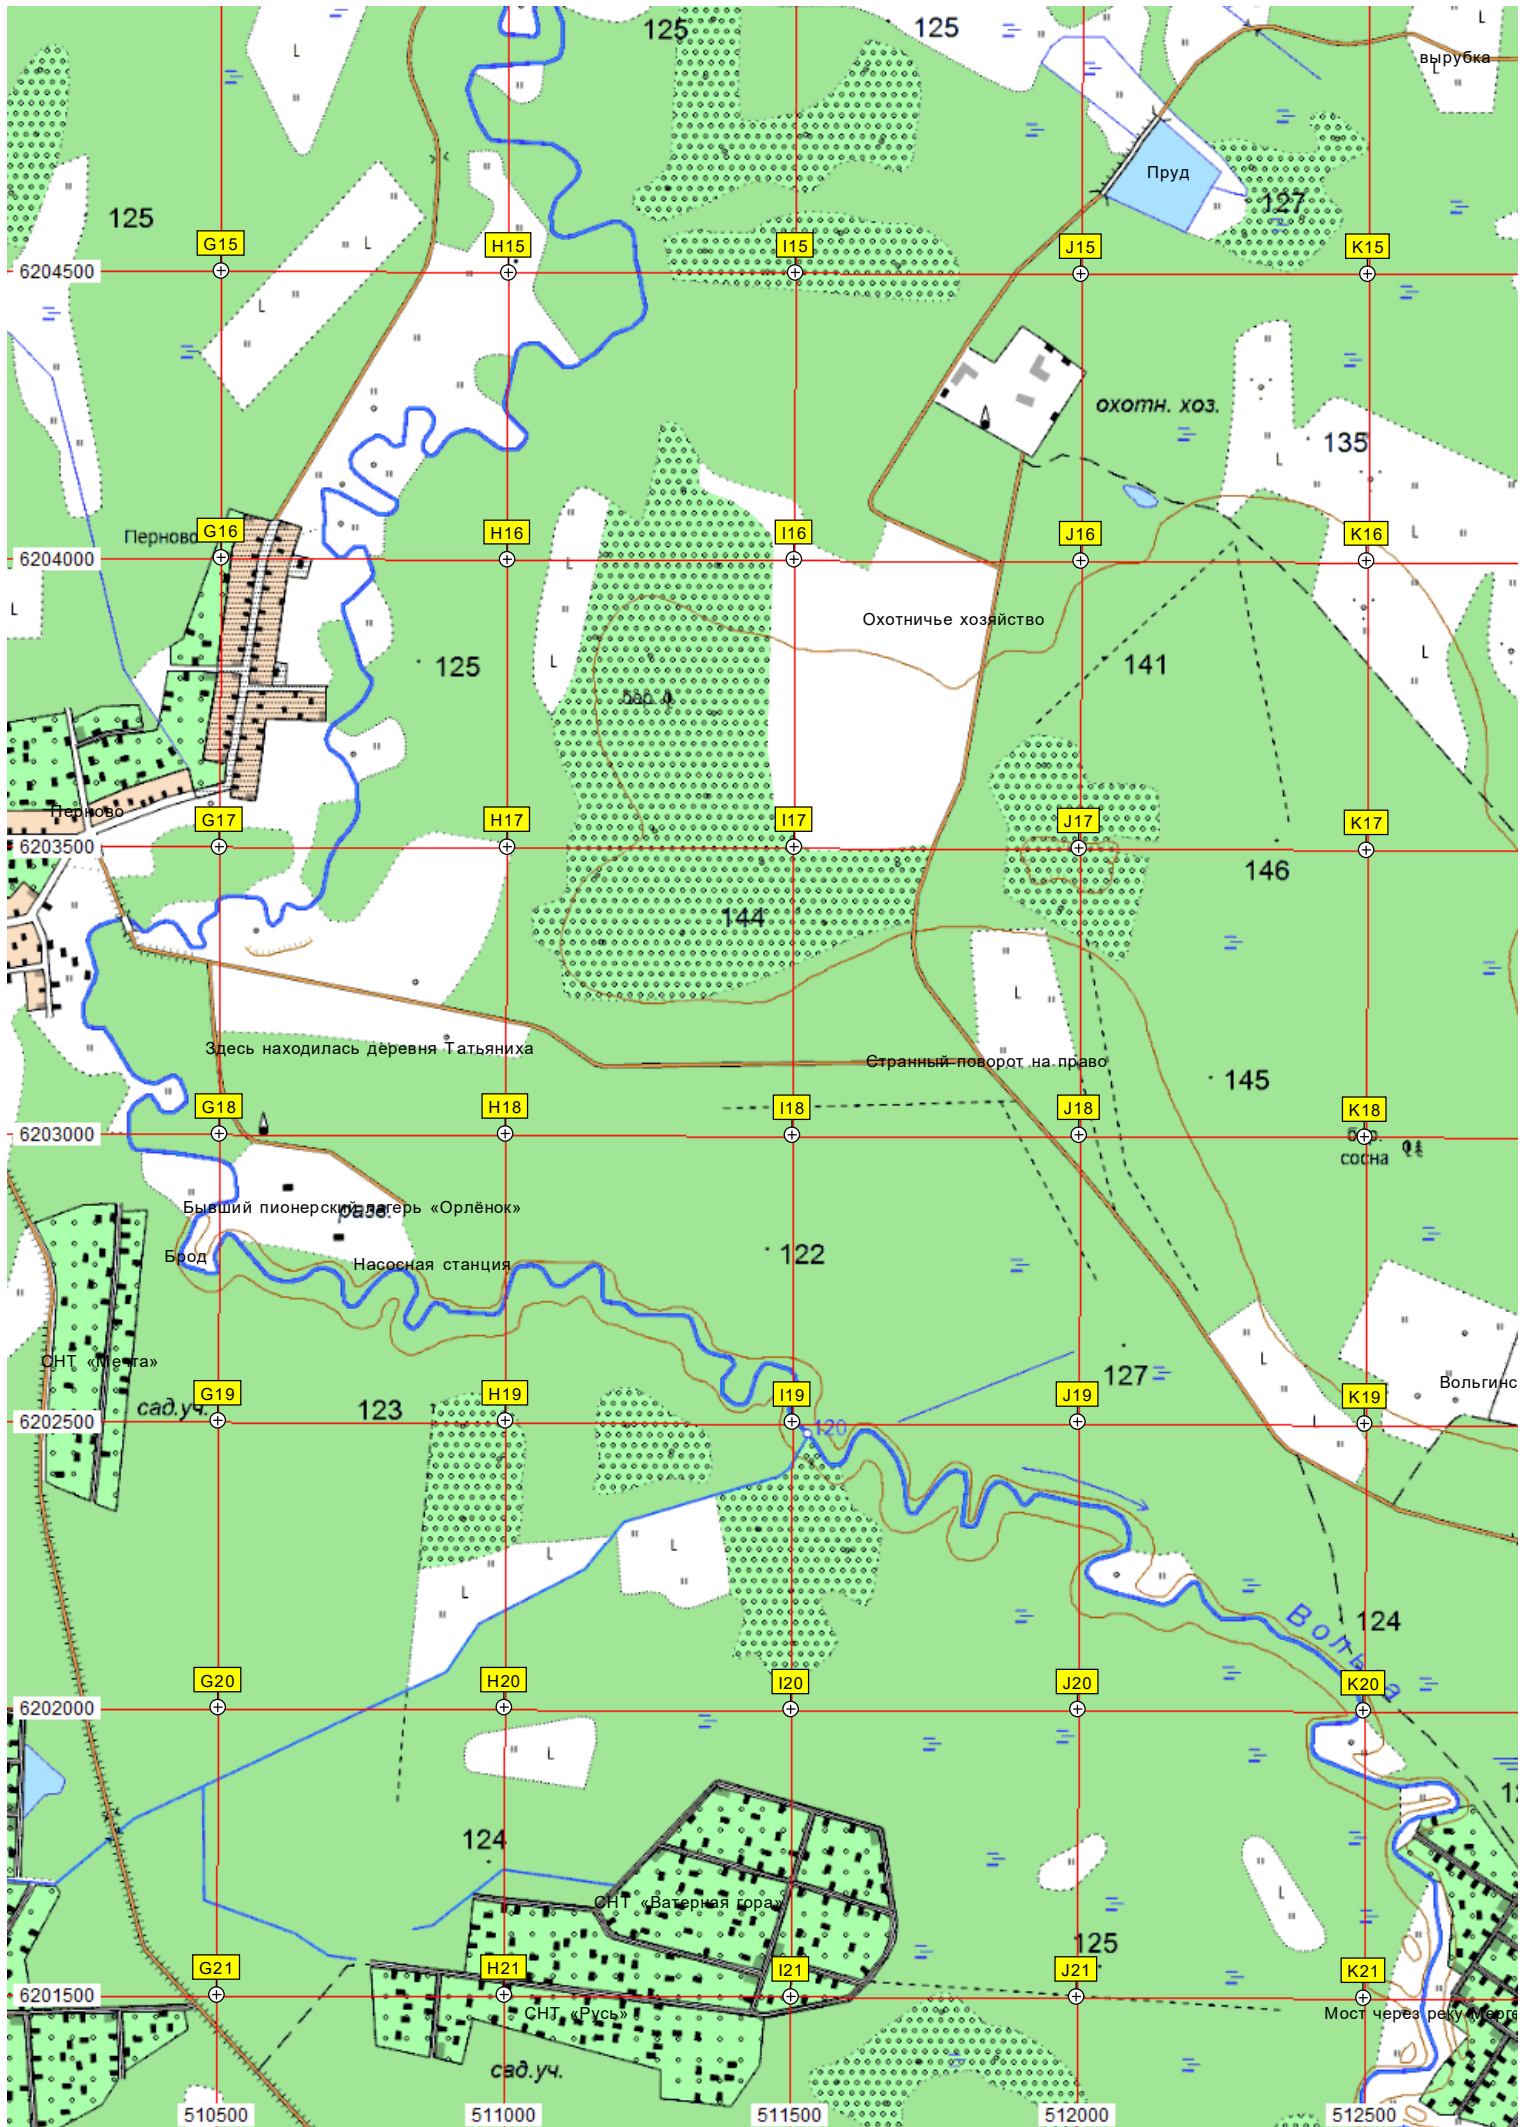 125
125
вырубка
Пруд
127
125
G15
H15
I15
J15
K15
6204500
охотн. хоз.
135
Перново
G16
H16
I16
J16
K16
6204000
Охотничье хозяйство
125
141
бер.
Перново
G17
H17
I17
J17
K17
6203500
146
144
Здесь находилась деревня Татьяниха
Странный поворот на право
145
G18
H18
I18
J18
K18
6203000
сосна
Бывший пионерский лагерь «Орлёнок»
разв.
Брод
Насосная станция
122
СНТ «Мечта»
127
Вольгинс
сад.уч.
G19
123
H19
I19
J19
K19
6202500
120
Вольга
124
G20
H20
I20
J20
K20
6202000
124
СНТ «Ватерная гора»
125
G21
H21
I21
J21
K21
6201500
СНТ «Русь»
Мост через реку Мерге
сад.уч.
510500
511000
511500
512000
512500